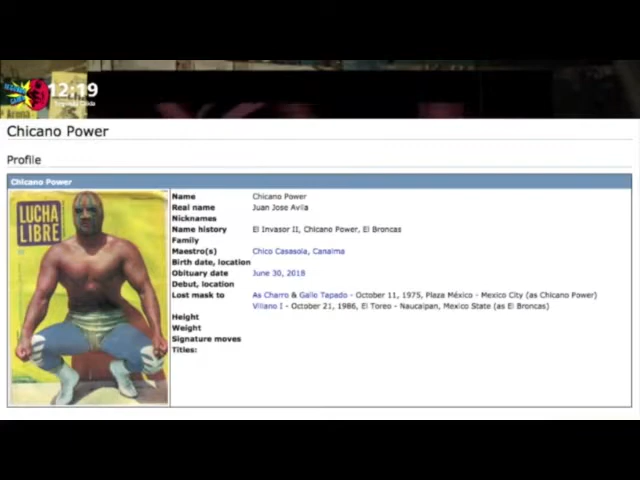 12:19
Segunda Caída
Arena
Chicano Power
Profile
Chicano Power
LUCHA
LIBRE
Name Chicano Power
Real name Juan Jose Avila
Nicknames
Name history El Invasor II, Chicano Power, El Broncas
Family
Maestro(s) Chico Casasola, Canaima
Birth date, location
Obituary date June 30, 2018
Debut, location
Lost mask to As Charro & Gallo Tapado - October 11, 1975, Plaza México - Mexico City (as Chicano Power)
Villano I - October 21, 1986, El Toreo - Naucalpan, Mexico State (as El Broncas)
Height
Weight
Signature moves
Titles: